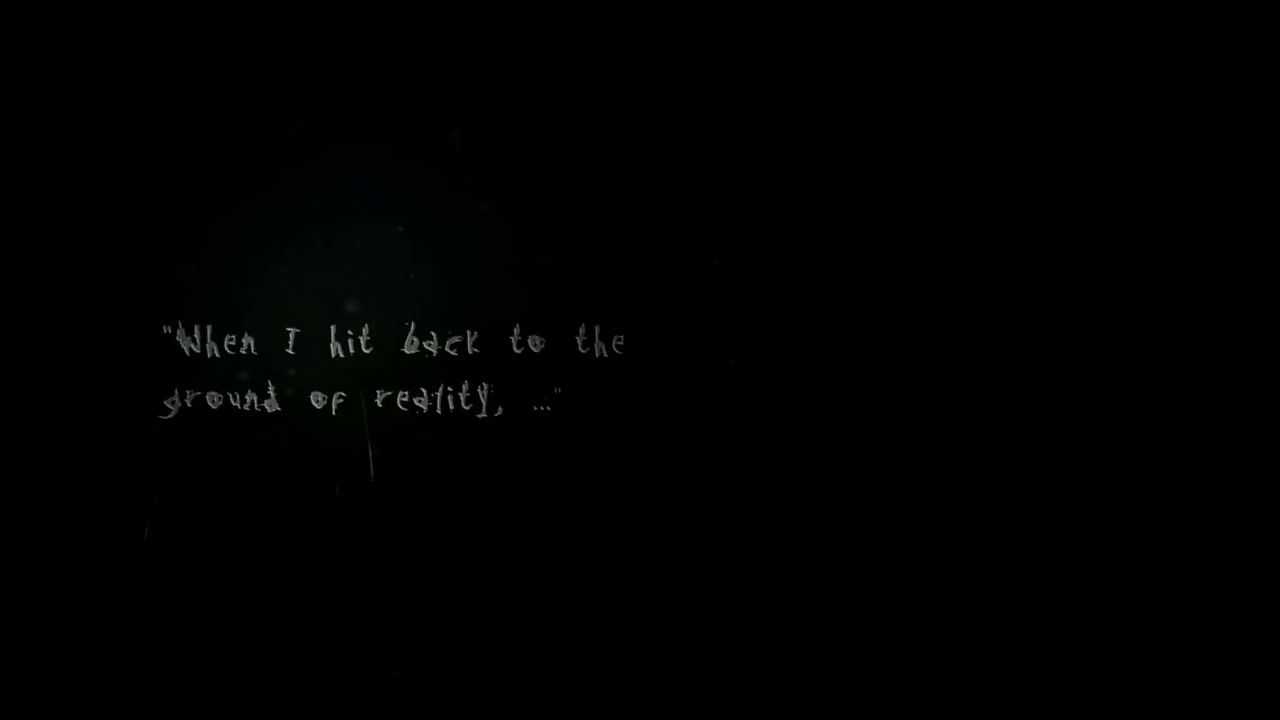 "When I hit back to the
ground of reality, ..."